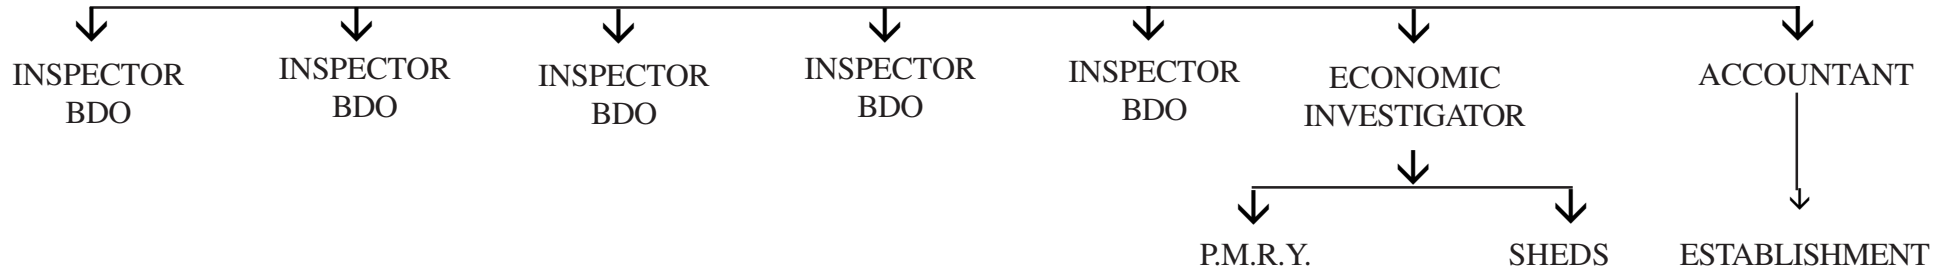 INSPECTOR
BDO
INSPECTOR
BDO
INSPECTOR
BDO
INSPECTOR
BDO
INSPECTOR
BDO
ECONOMIC
INVESTIGATOR
ACCOUNTANT
P.M.R.Y.
SHEDS
ESTABLISHMENT